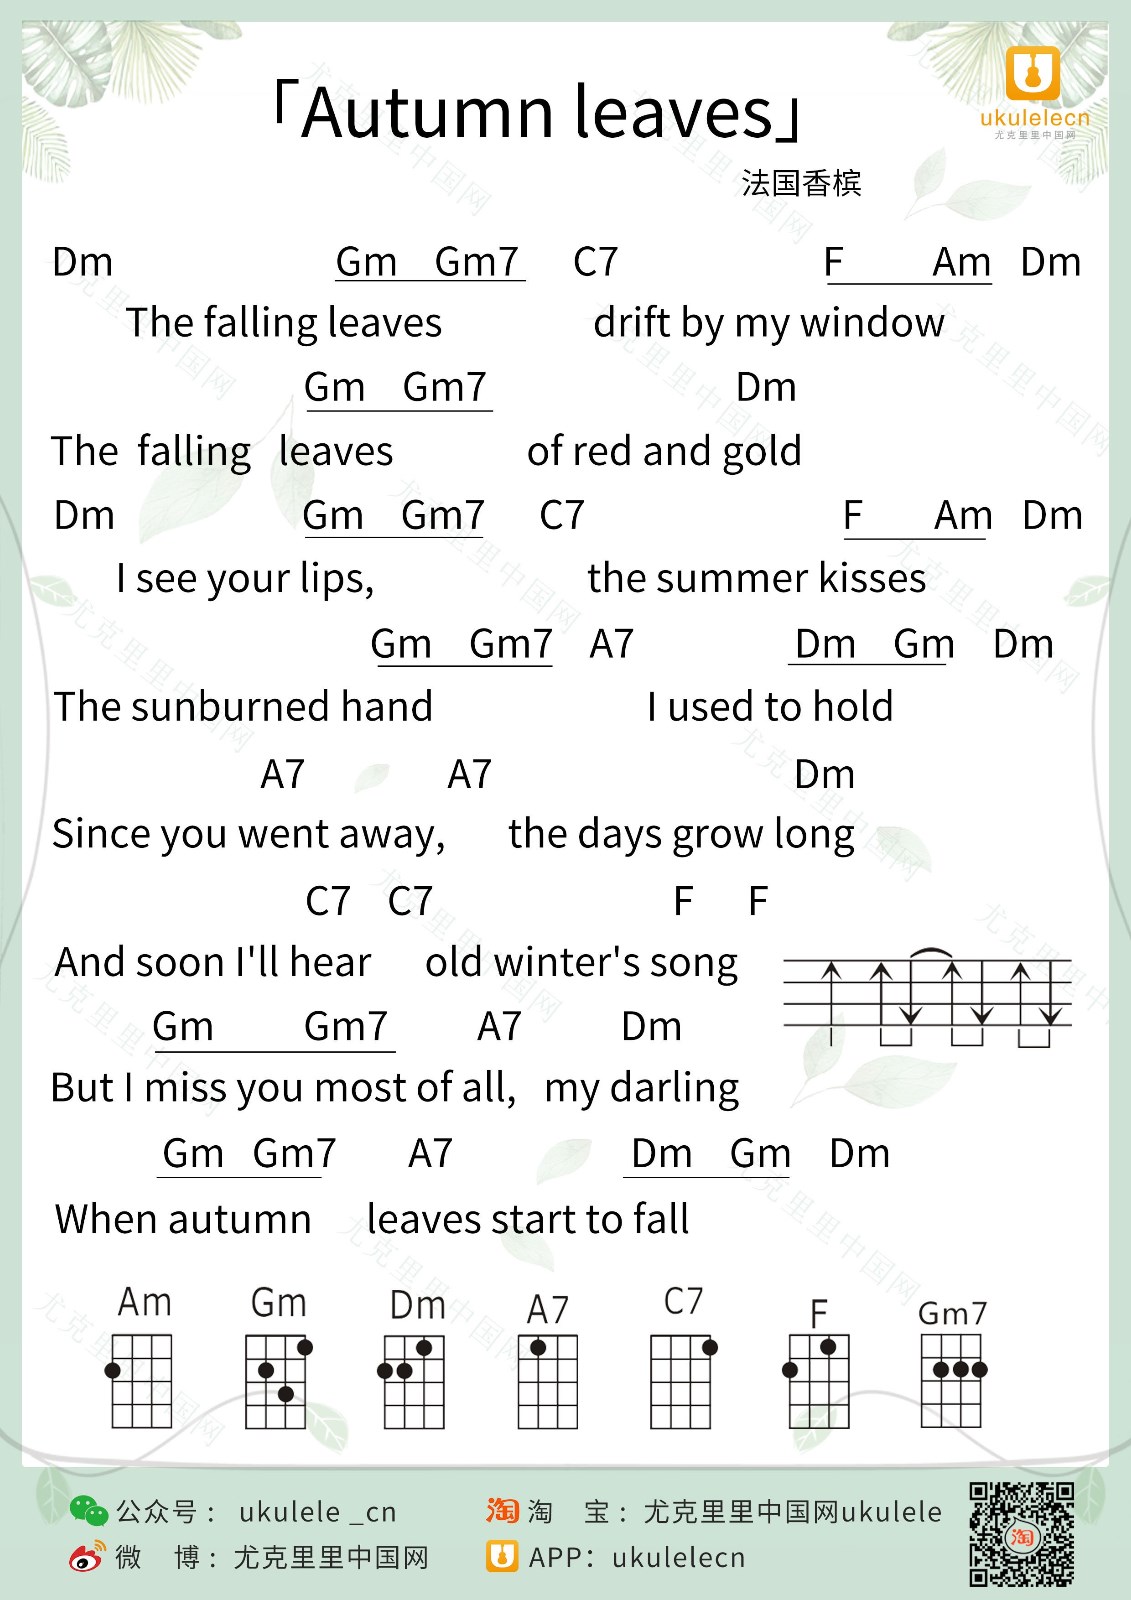 「Autumn leaves」
ukulelecn
尤克里里中国网
法国香槟
Dm Gm Gm7 C7 F Am Dm
The falling leaves drift by my window
Gm Gm7 Dm
The falling leaves of red and gold
Dm Gm Gm7 C7 F Am Dm
I see your lips, the summer kisses
Gm Gm7 A7 Dm Gm Dm
The sunburned hand I used to hold
A7 A7 Dm
Since you went away, the days grow long
C7 C7 F F
And soon I'll hear old winter's song
Gm Gm7 A7 Dm
But I miss you most of all, my darling
Gm Gm7 A7 Dm Gm Dm
When autumn leaves start to fall
Am Gm Dm A7 C7 F Gm7
公众号： ukulele _cn
淘 淘 宝：尤克里里中国网ukulele
微 博：尤克里里中国网
APP：ukulelecn
淘